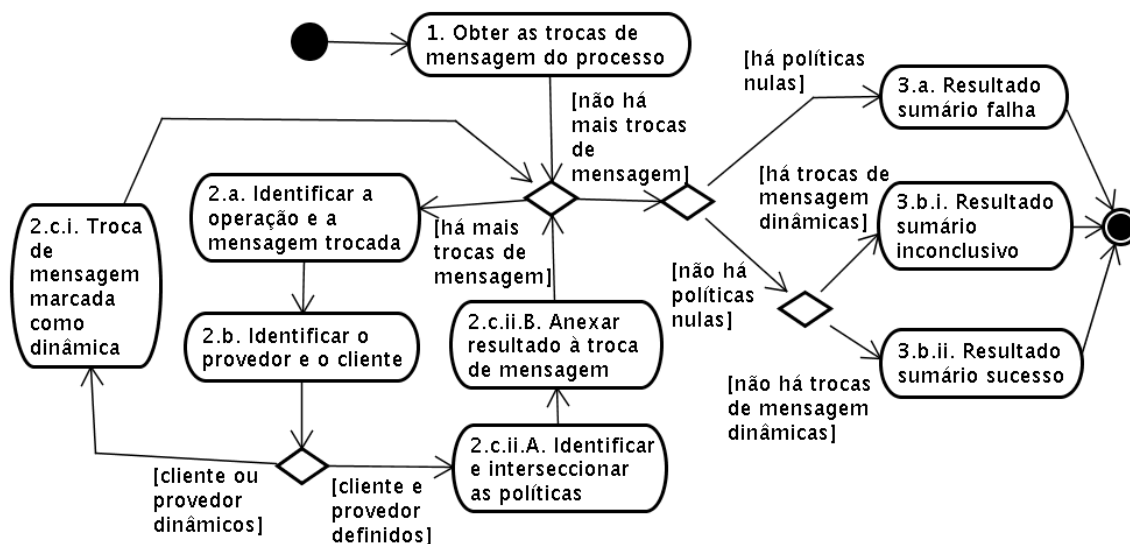 1. Obter as trocas de
mensagem do processo
[não há
mais trocas
de
mensagem]
[há políticas
nulas]
3.a. Resultado
sumário falha
2.c.i. Troca
de
mensagem
marcada
como
dinâmica
2.a. Identificar a
operação e a
mensagem trocada
[há mais
trocas de
mensagem]
[há trocas de
mensagem
dinâmicas]
3.b.i. Resultado
sumário
inconclusivo
[não há
políticas
nulas]
2.b. Identificar o
provedor e o cliente
2.c.ii.B. Anexar
resultado à troca
de mensagem
3.b.ii. Resultado
sumário sucesso
[não há trocas
de mensagem
dinâmicas]
[cliente ou
provedor
dinâmicos]
[cliente e
provedor
definidos]
2.c.ii.A. Identificar
e interseccionar
as políticas